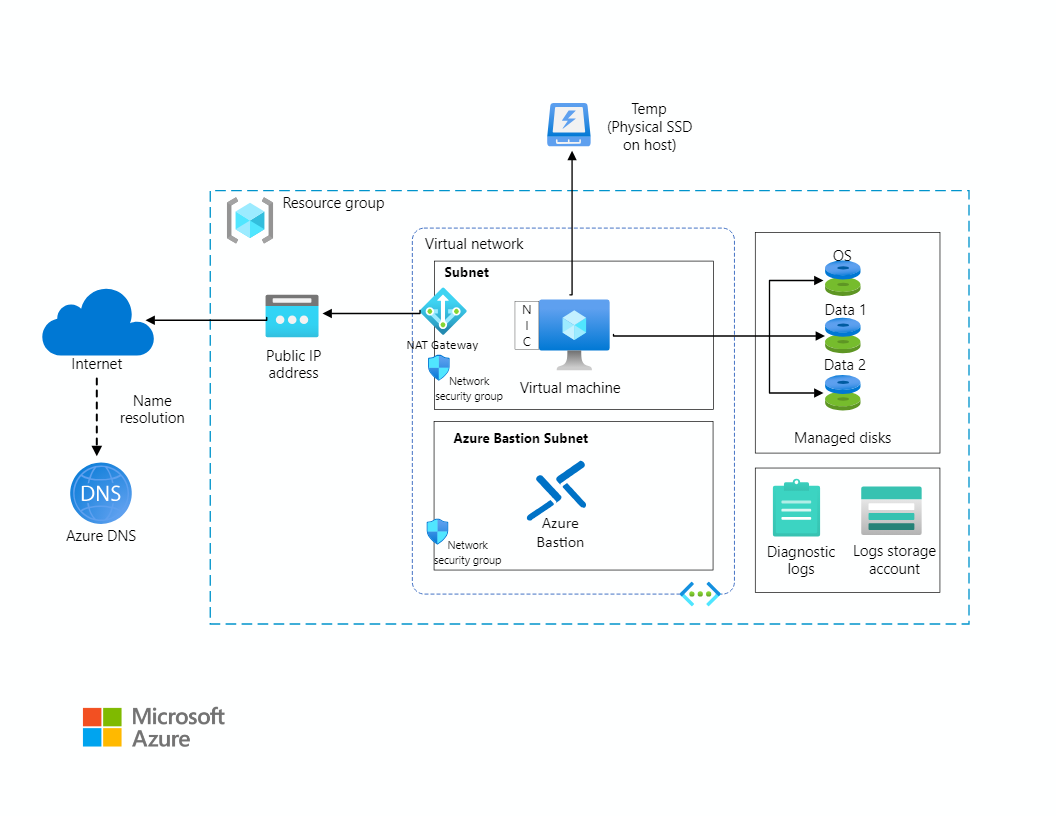 Temp
(Physical SSD
on host)
Resource group
Virtual network
Subnet
OS
N
I
C
Data 1
NAT Gateway
Public IP
address
Internet
Data 2
Network
security group
Virtual machine
Name
resolution
Managed disks
Azure Bastion Subnet
DNS
Azure DNS
Azure
Bastion
Network
security group
Diagnostic
logs
Logs storage
account
Microsoft
Azure